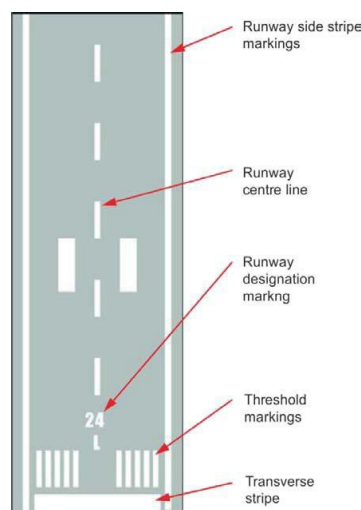 Runway side stripe
markings
Runway
centre line
Runway
designation
markng
24
L
Threshold
markings
Transverse
stripe